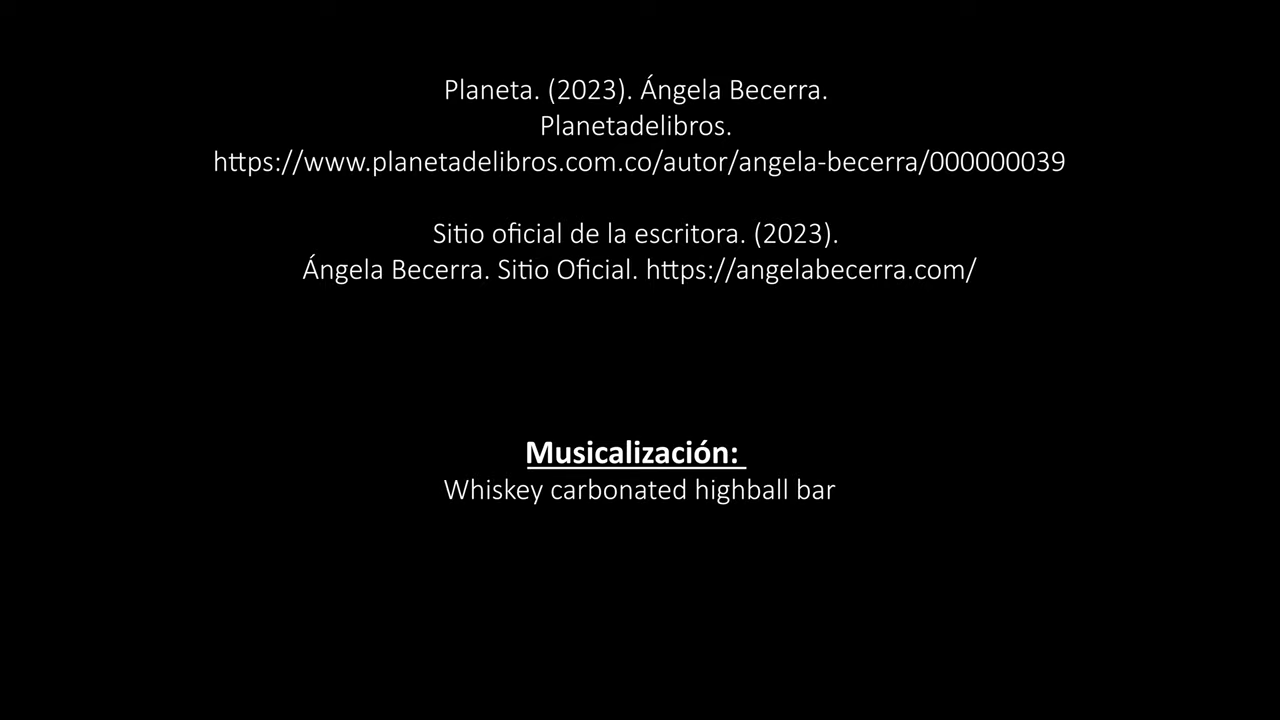 Planeta. (2023). Ángela Becerra.
Planetadelibros.
https://www.planetadelibros.com.co/autor/angela-becerra/000000039
Sitio oficial de la escritora. (2023).
Ángela Becerra. Sitio Oficial. https://angelabecerra.com/
Musicalización:
Whiskey carbonated highball bar